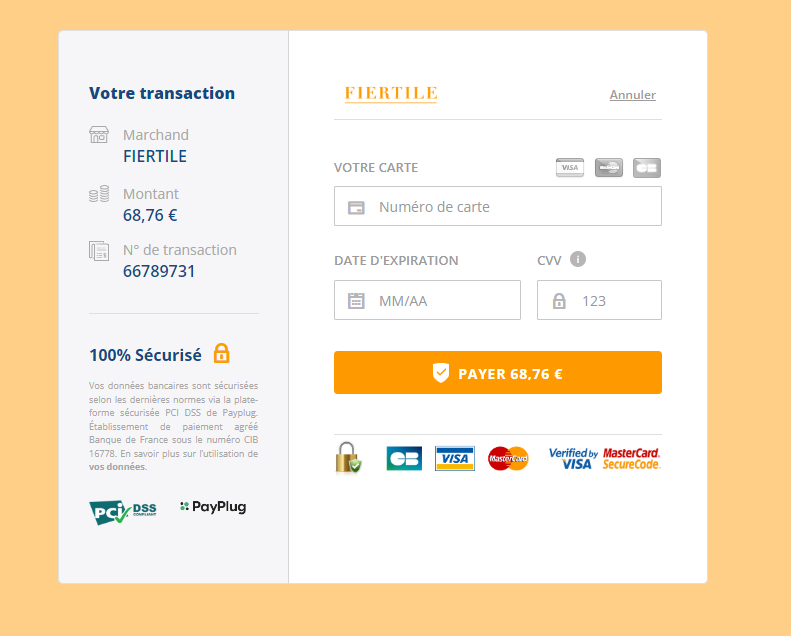 Votre transaction
Marchand
FIERTILE
Montant
68,76 €
N° de transaction
66789731
100% Sécurisé
Vos données bancaires sont sécurisées
selon les dernières normes via la plate-
forme sécurisée PCI DSS de Payplug.
Établissement de paiement agréé
Banque de France sous le numéro CIB
16778. En savoir plus sur l'utilisation de
vos données.
PCI DSS
COMPLIANT
PayPlug
FIERTILE
Annuler
VOTRE CARTE
VISA
MasterCard
CB
Numéro de carte
DATE D'EXPIRATION
CVV
i
MM/AA
123
PAYER 68,76 €
CB
VISA
MasterCard
Verified by
VISA
MasterCard.
SecureCode.